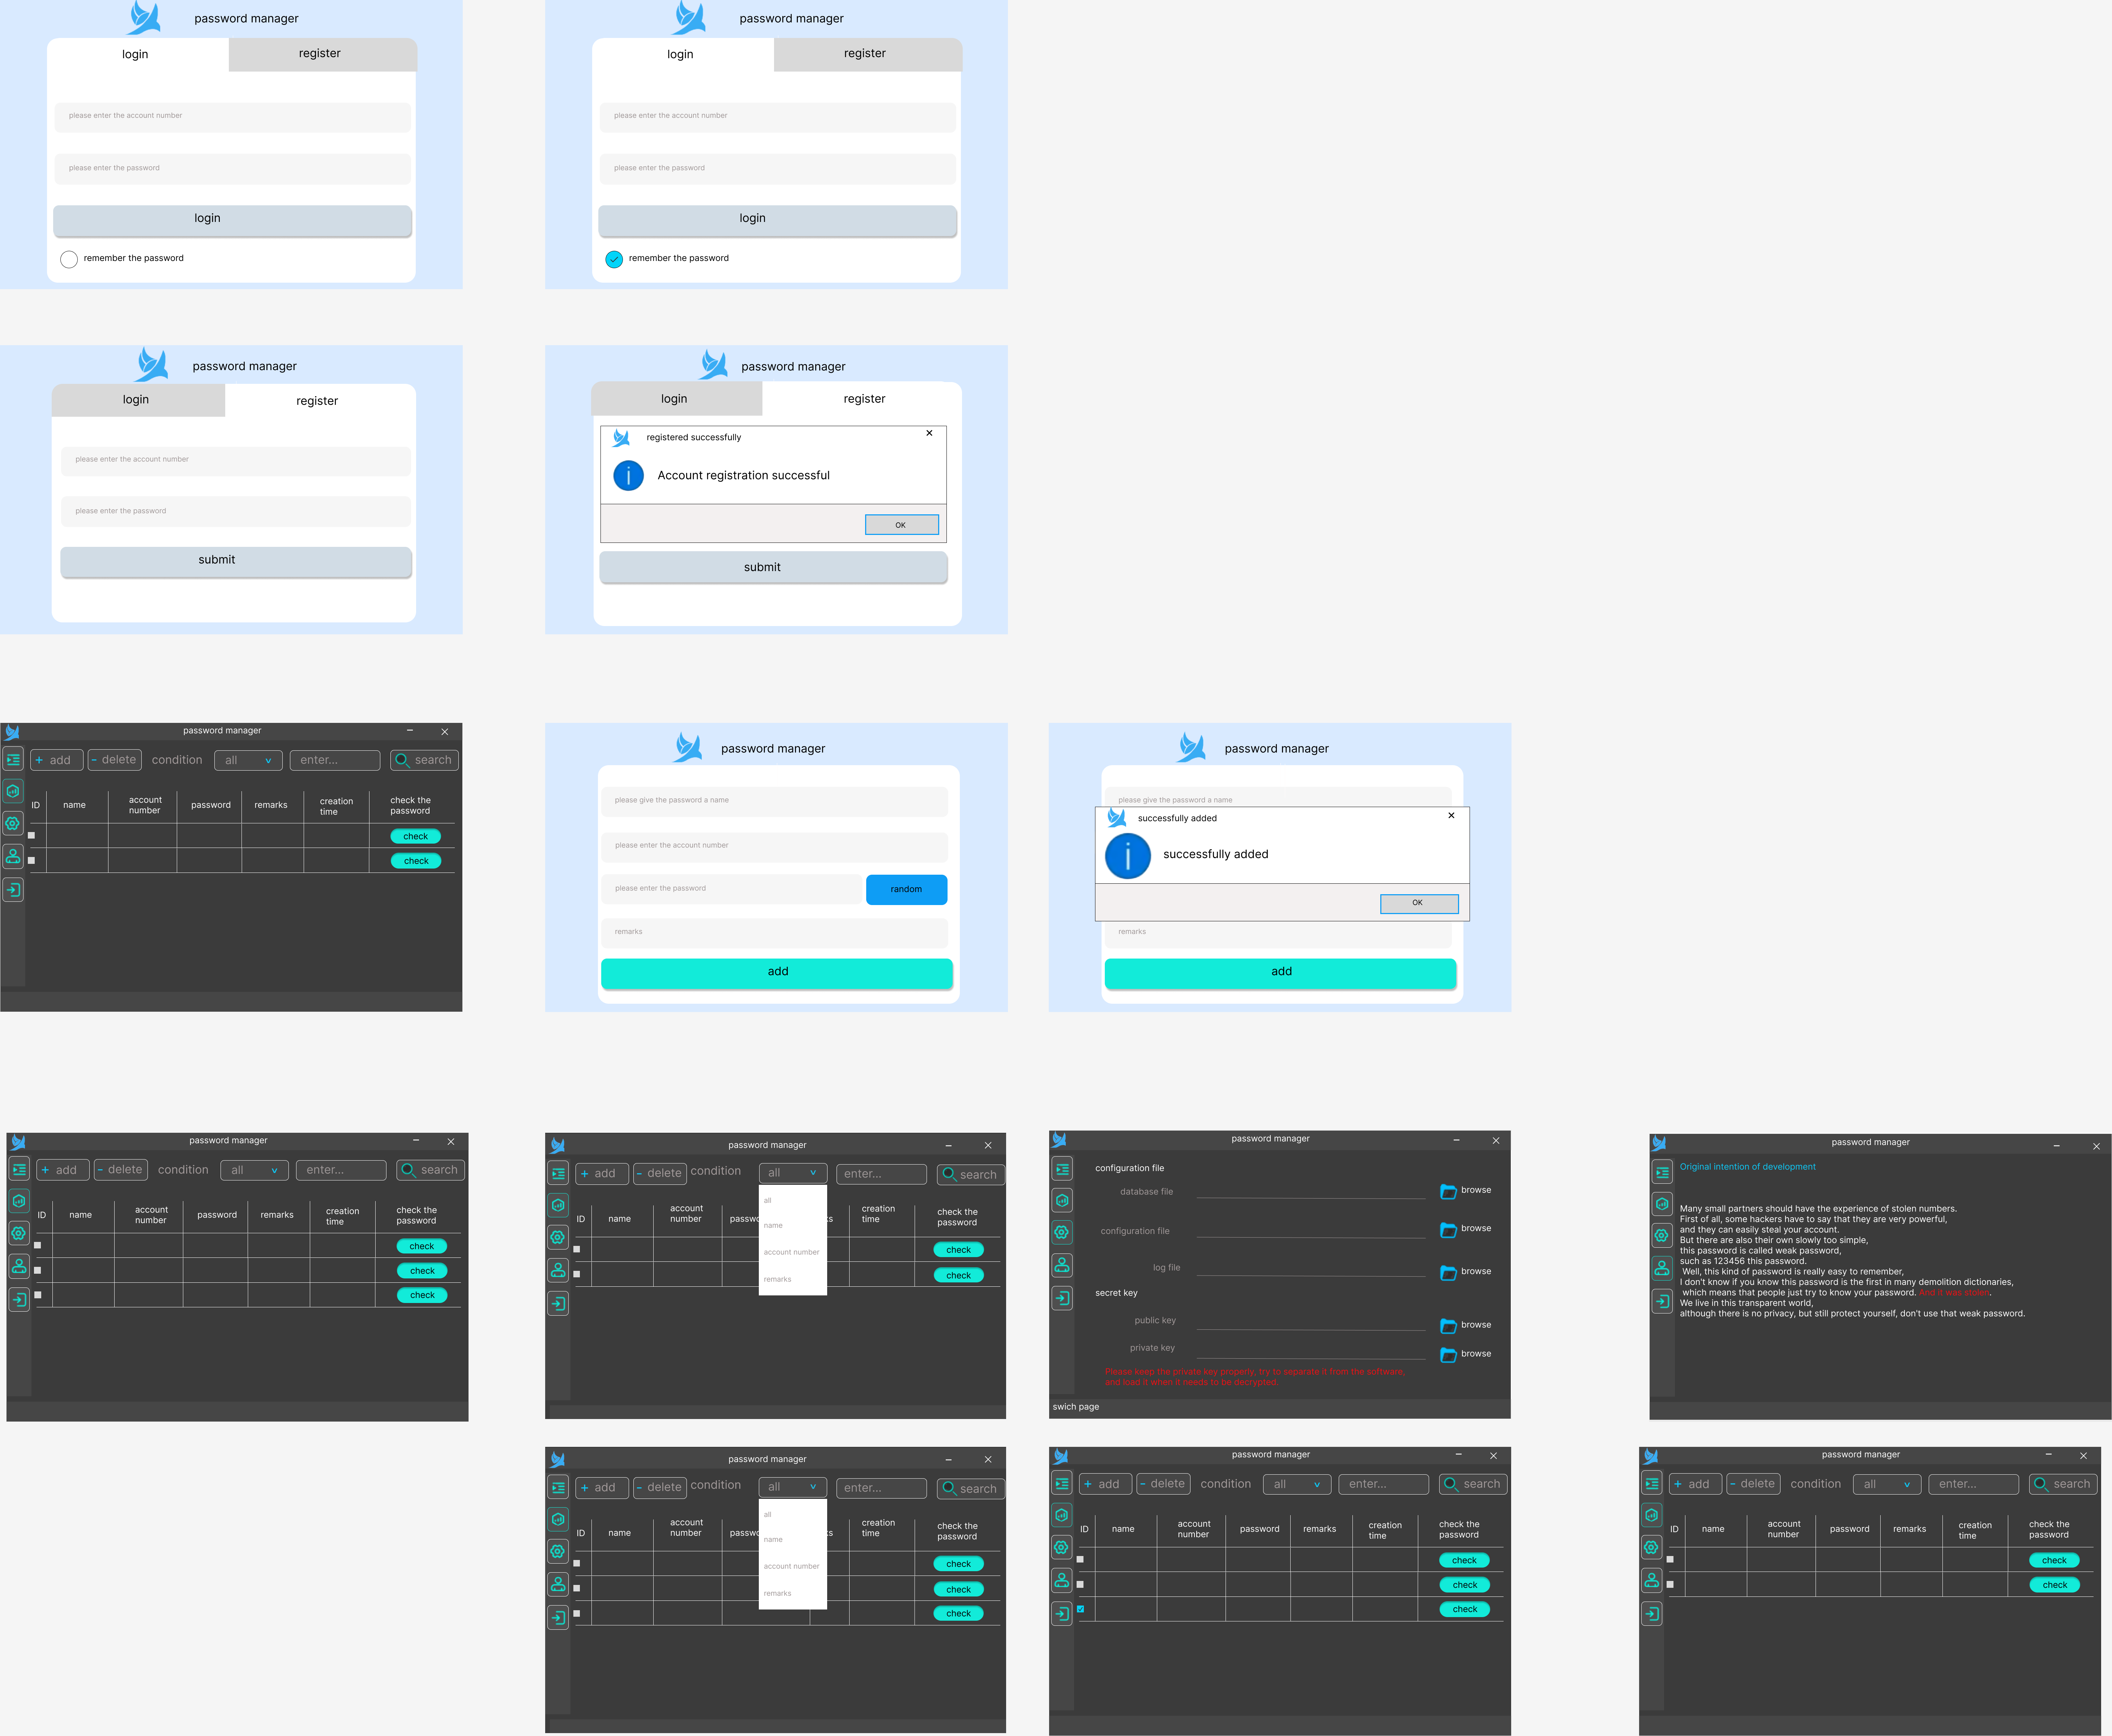 password manager
login
register
please enter the account number
please enter the password
login
remember the password
password manager
login
register
please enter the account number
please enter the password
login
remember the password
password manager
login
register
please enter the account number
please enter the password
submit
password manager
login
register
registered successfully
Account registration successful
OK
submit
password manager
+ add
- delete
condition
all
enter...
search
ID
name
account
number
password
remarks
creation
time
check the
password
check
check
password manager
please give the password a name
please enter the account number
please enter the password
random
remarks
add
password manager
please give the password a name
successfully added
successfully added
OK
remarks
add
password manager
+ add
- delete
condition
all
enter...
search
ID
name
account
number
password
remarks
creation
time
check the
password
check
check
check
password manager
+ add
- delete
condition
all
enter...
search
all
name
account number
remarks
ID
name
account
number
passwo
ks
creation
time
check the
password
check
check
password manager
configuration file
database file
browse
configuration file
browse
log file
browse
secret key
public key
browse
private key
browse
Please keep the private key properly, try to separate it from the software,
and load it when it needs to be decrypted.
swich page
password manager
Original intention of development
Many small partners should have the experience of stolen numbers.
First of all, some hackers have to say that they are very powerful,
and they can easily steal your account.
But there are also their own slowly too simple,
this password is called weak password,
such as 123456 this password.
Well, this kind of password is really easy to remember,
I don't know if you know this password is the first in many demolition dictionaries,
which means that people just try to know your password. And it was stolen.
We live in this transparent world,
although there is no privacy, but still protect yourself, don't use that weak password.
password manager
+ add
- delete
condition
all
enter...
search
all
name
account number
remarks
ID
name
account
number
passwo
ks
creation
time
check the
password
check
check
check
password manager
+ add
- delete
condition
all
enter...
search
ID
name
account
number
password
remarks
creation
time
check the
password
check
check
check
password manager
+ add
- delete
condition
all
enter...
search
ID
name
account
number
password
remarks
creation
time
check the
password
check
check